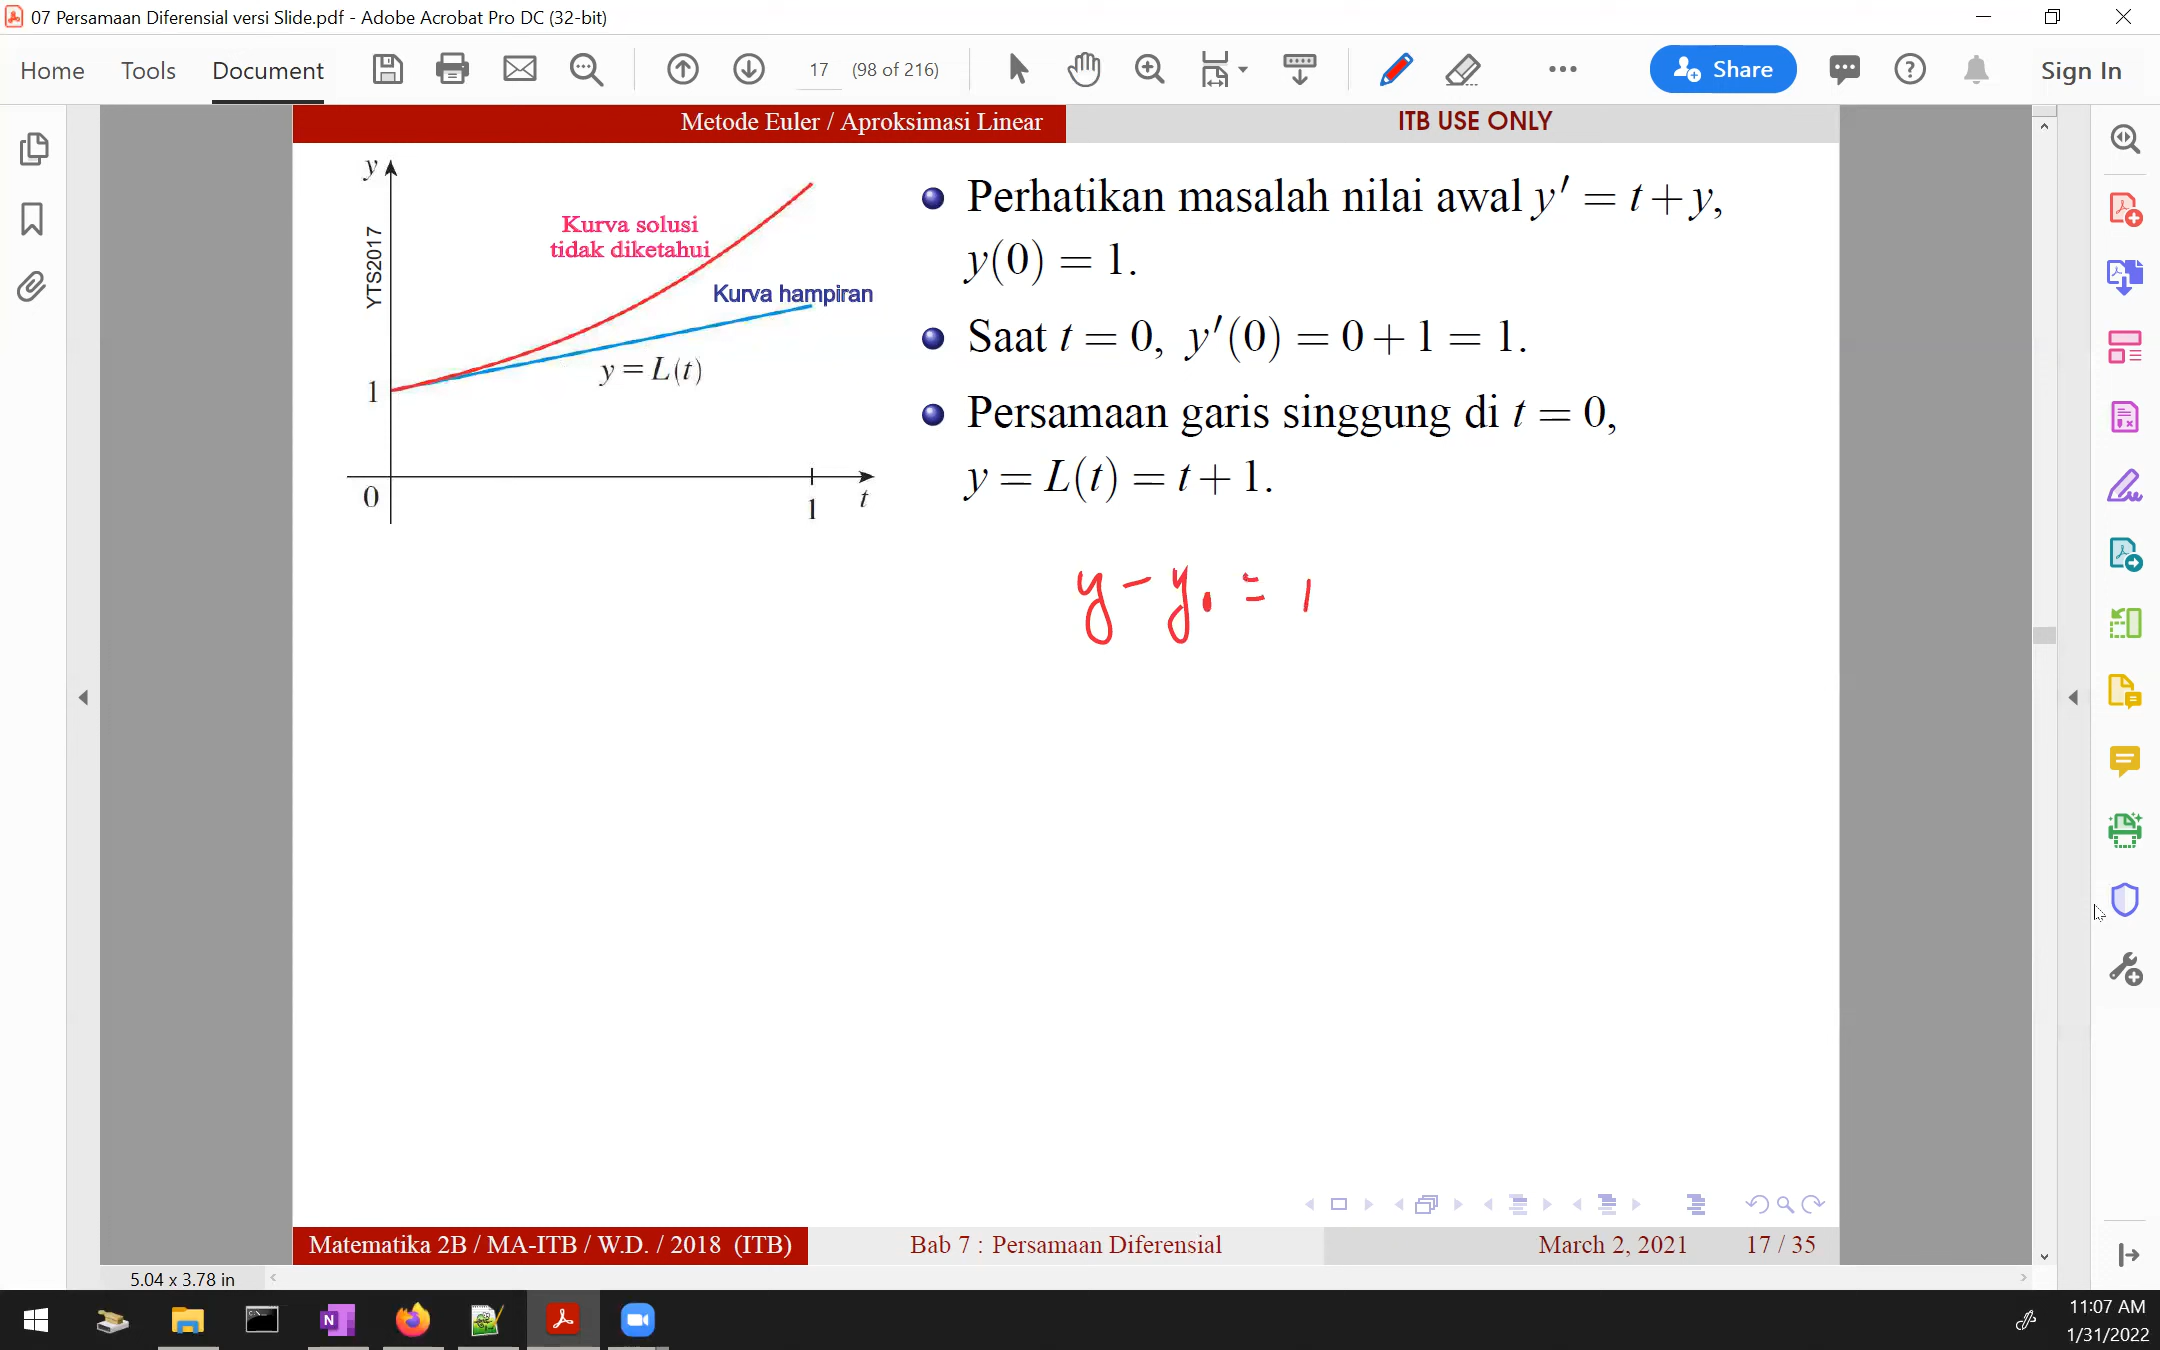 07 Persamaan Diferensial versi Slide.pdf - Adobe Acrobat Pro DC (32-bit)
Home Tools Document 17 (98 of 216) Share Sign In
Metode Euler / Aproksimasi Linear ITB USE ONLY
y
YTS2017
Kurva solusi
tidak diketahui
Kurva hampiran
y = L(t)
1
0
1
t
Perhatikan masalah nilai awal y′ = t + y,
y(0) = 1.
Saat t = 0, y′(0) = 0 + 1 = 1.
Persamaan garis singgung di t = 0,
y = L(t) = t + 1.
y - y. = 1
Matematika 2B / MA-ITB / W.D. / 2018 (ITB) Bab 7 : Persamaan Diferensial March 2, 2021 17 / 35
5.04 x 3.78 in
11:07 AM
1/31/2022